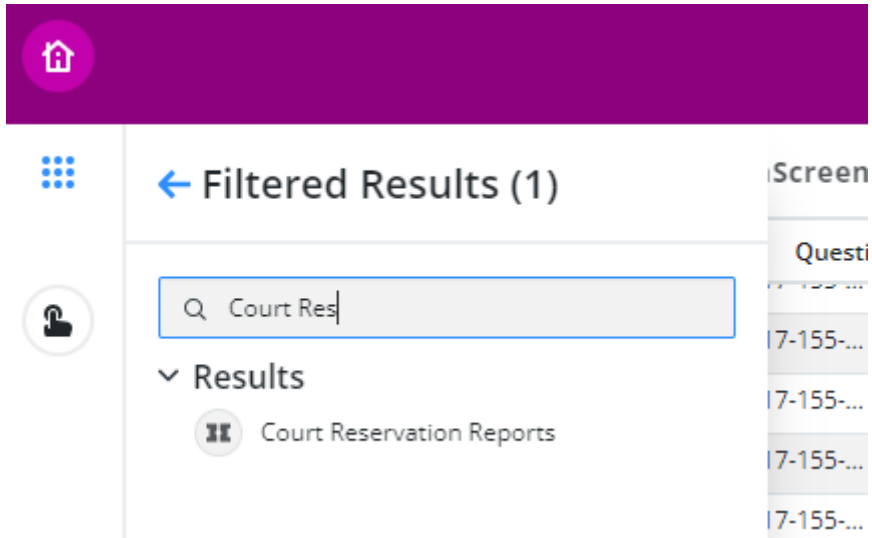 Filtered Results (1)
Court Res
Results
Court Reservation Reports
Screen
Questi
17-155-...
17-155-...
17-155-...
17-155-...